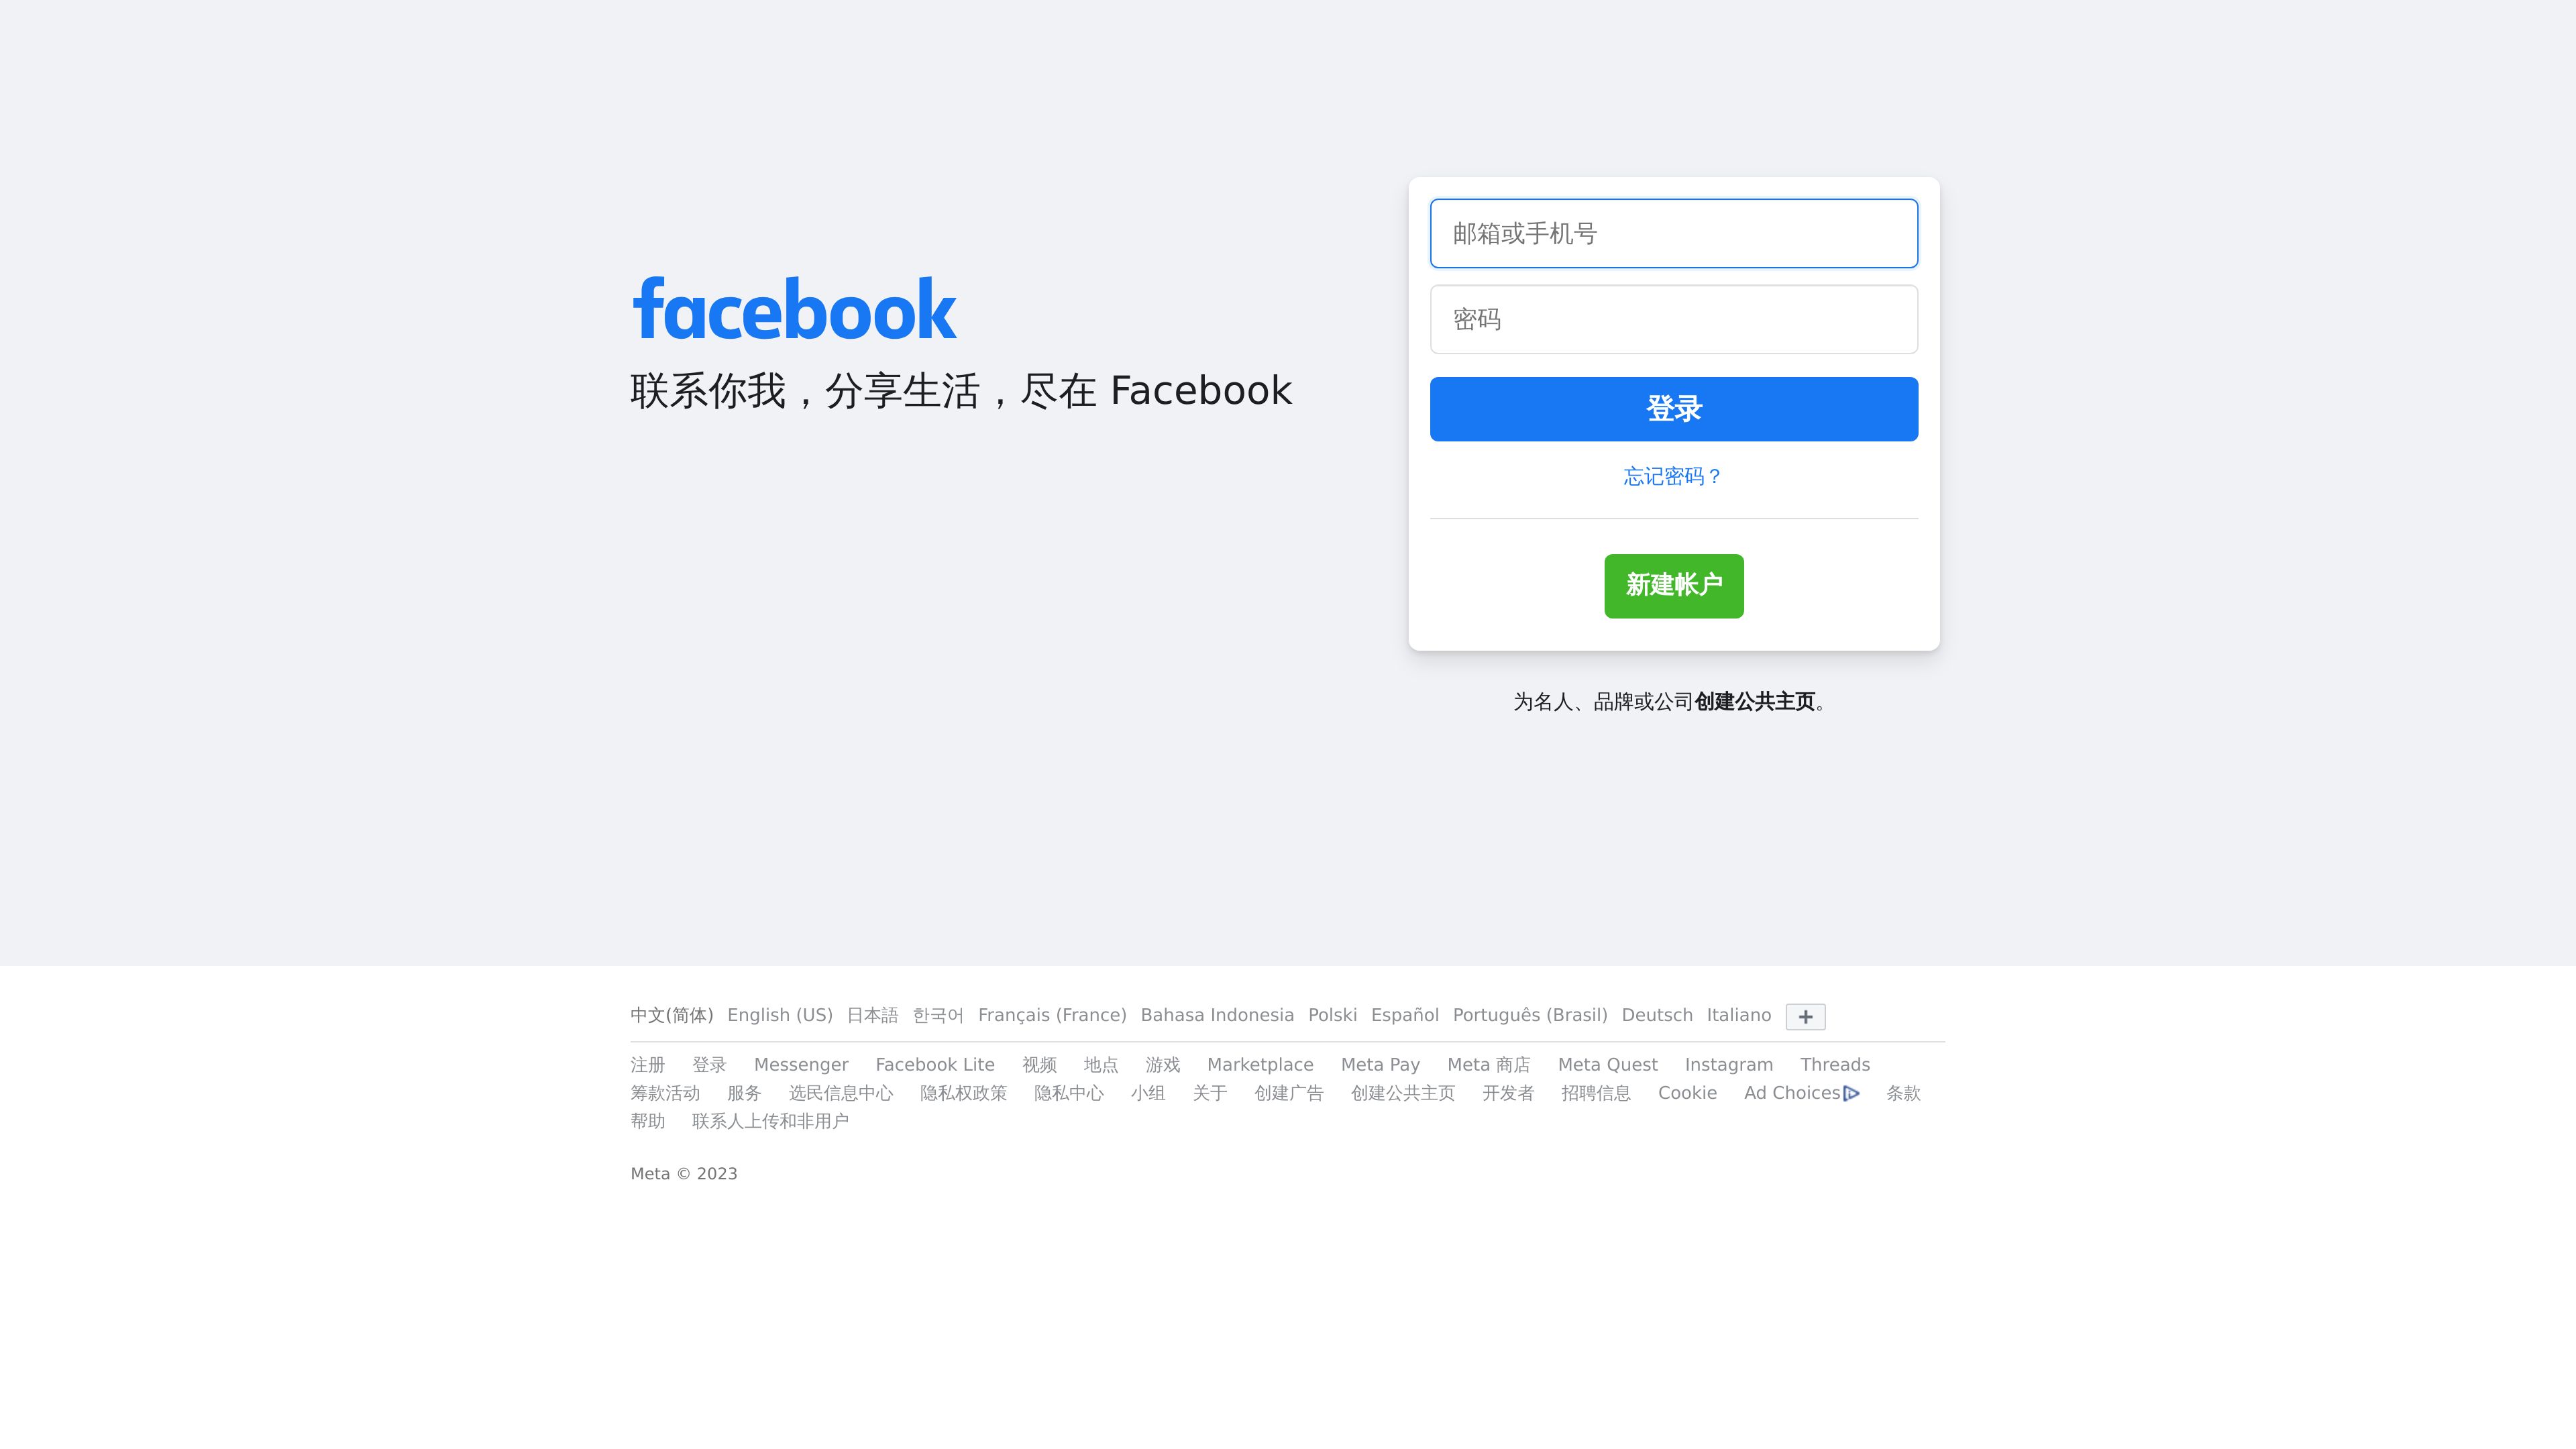 facebook
联系你我，分享生活，尽在 Facebook
邮箱或手机号
密码
登录
忘记密码？
新建帐户
为名人、品牌或公司创建公共主页。
中文(简体) English (US) 日本語 한국어 Français (France) Bahasa Indonesia Polski Español Português (Brasil) Deutsch Italiano +
注册 登录 Messenger Facebook Lite 视频 地点 游戏 Marketplace Meta Pay Meta 商店 Meta Quest Instagram Threads
筹款活动 服务 选民信息中心 隐私权政策 隐私中心 小组 关于 创建广告 创建公共主页 开发者 招聘信息 Cookie Ad Choices 条款
帮助 联系人上传和非用户
Meta © 2023